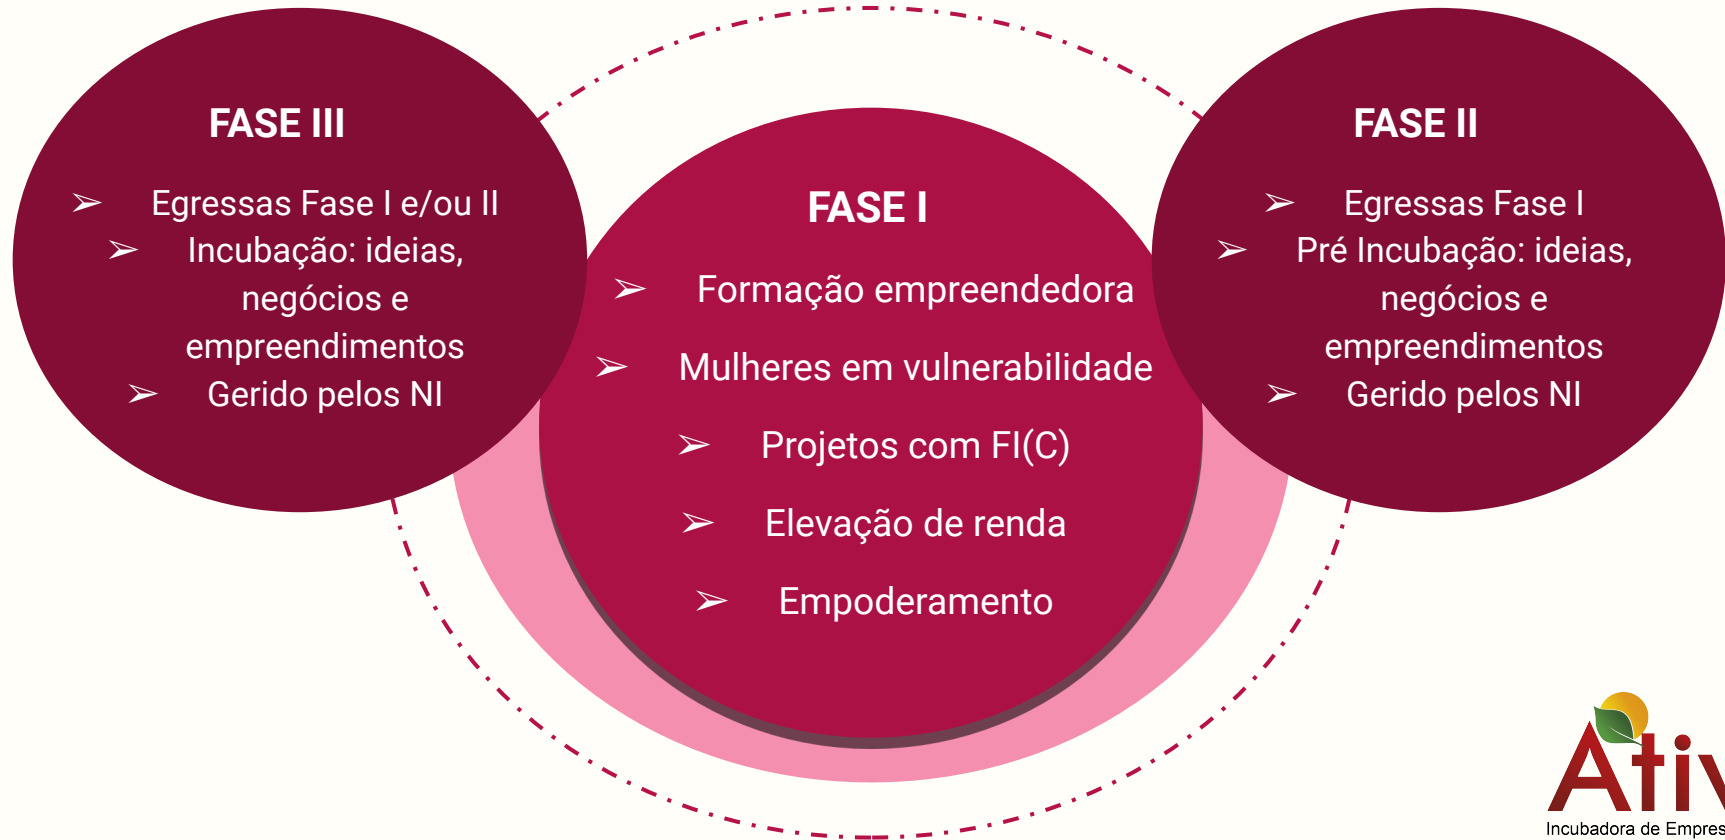 FASE III
➢ Egressas Fase I e/ou II
➢ Incubação: ideias,
negócios e
empreendimentos
➢ Gerido pelos NI
FASE I
➢ Formação empreendedora
➢ Mulheres em vulnerabilidade
➢ Projetos com FI(C)
➢ Elevação de renda
➢ Empoderamento
FASE II
➢ Egressas Fase I
➢ Pré Incubação: ideias,
negócios e
empreendimentos
➢ Gerido pelos NI
Ativ
Incubadora de Empres